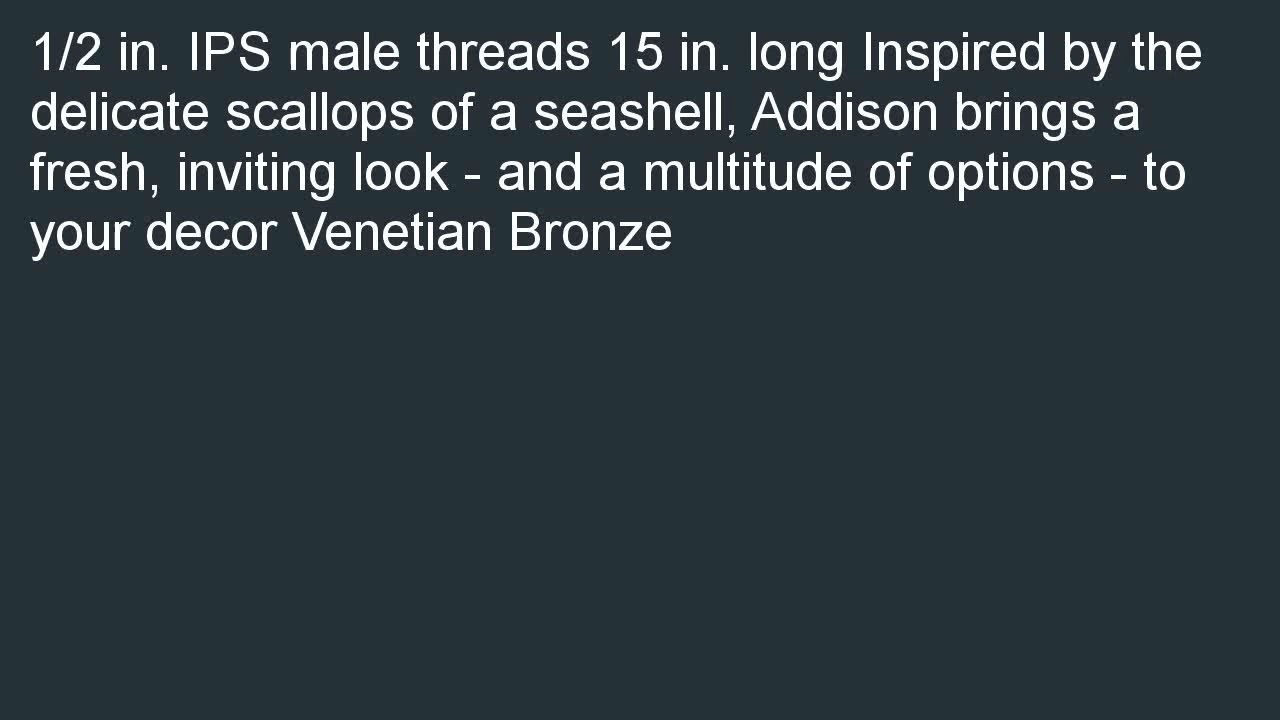 1/2 in. IPS male threads 15 in. long Inspired by the
delicate scallops of a seashell, Addison brings a
fresh, inviting look - and a multitude of options - to
your decor Venetian Bronze